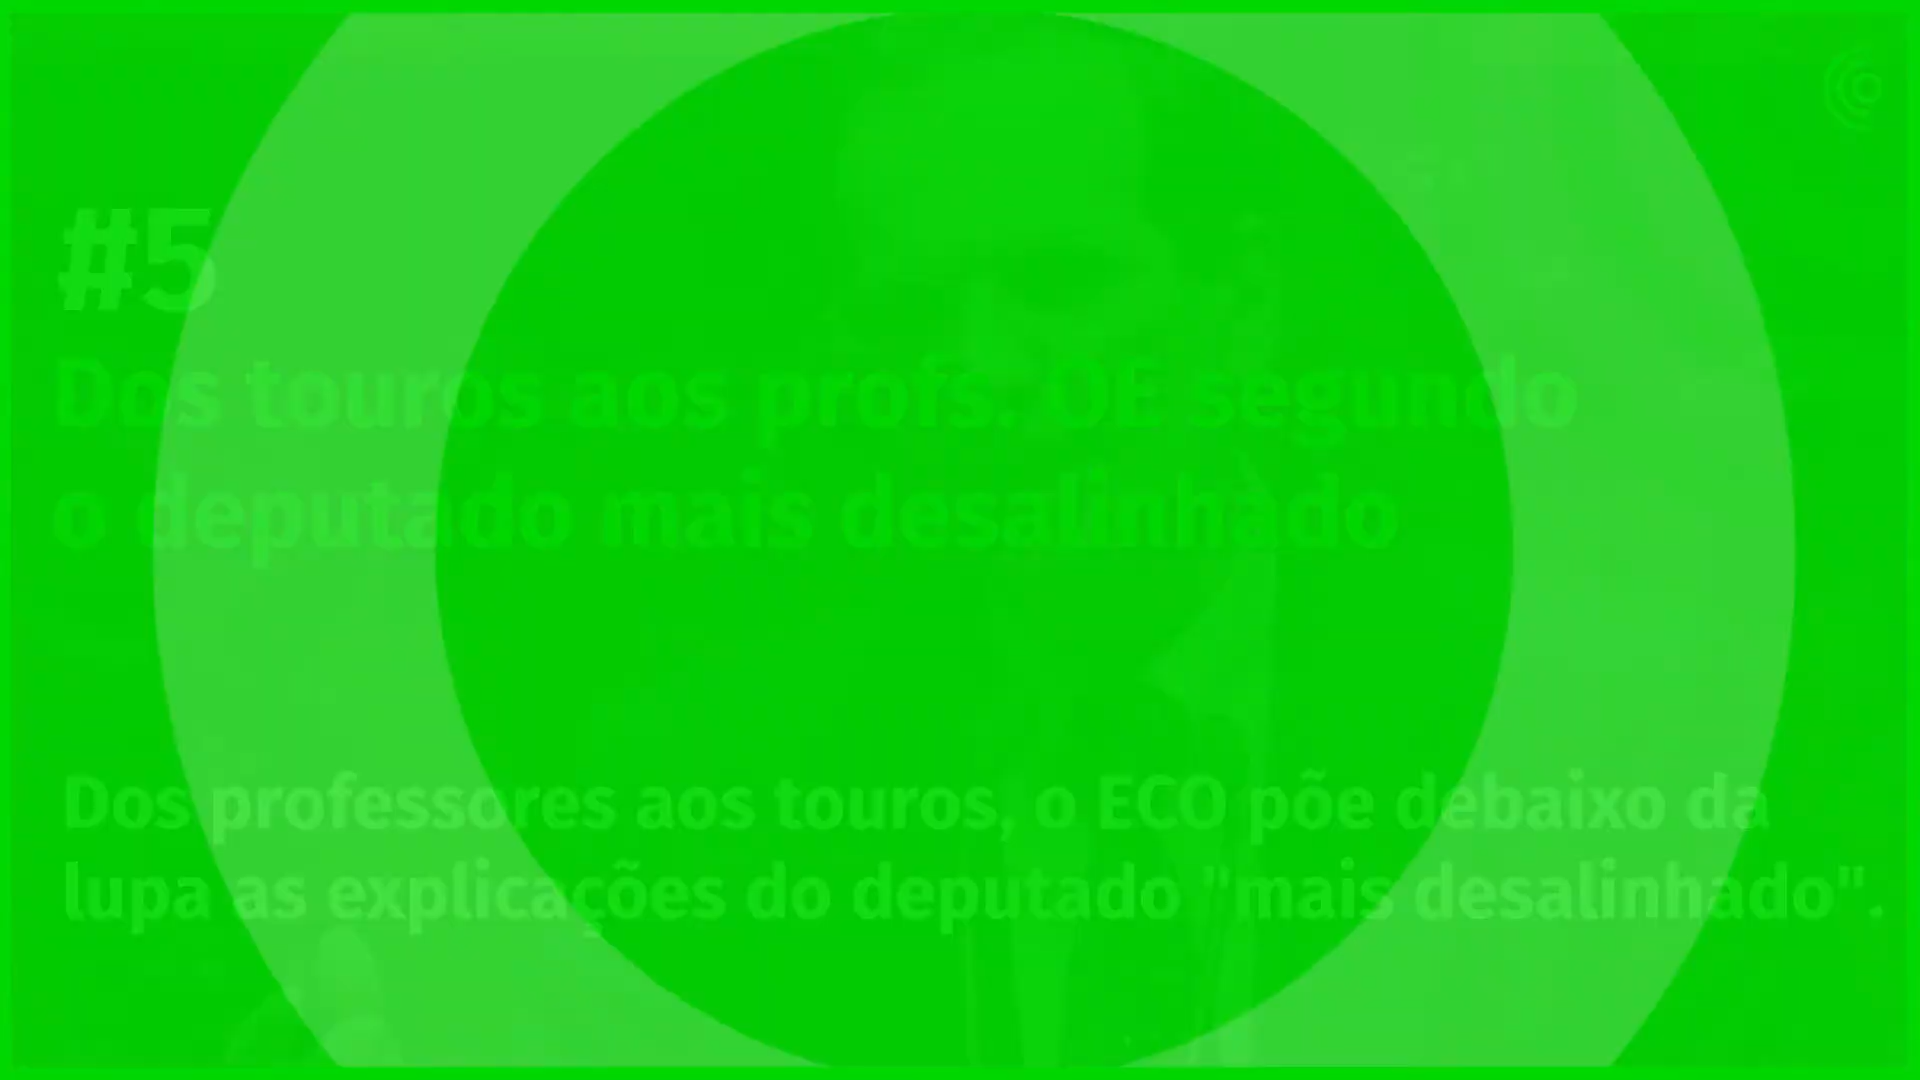 #5
Dos touros aos profs. OE segundo
o deputado mais desalinhado
Dos professores aos touros, o ECO põe debaixo da
lupa as explicações do deputado "mais desalinhado".